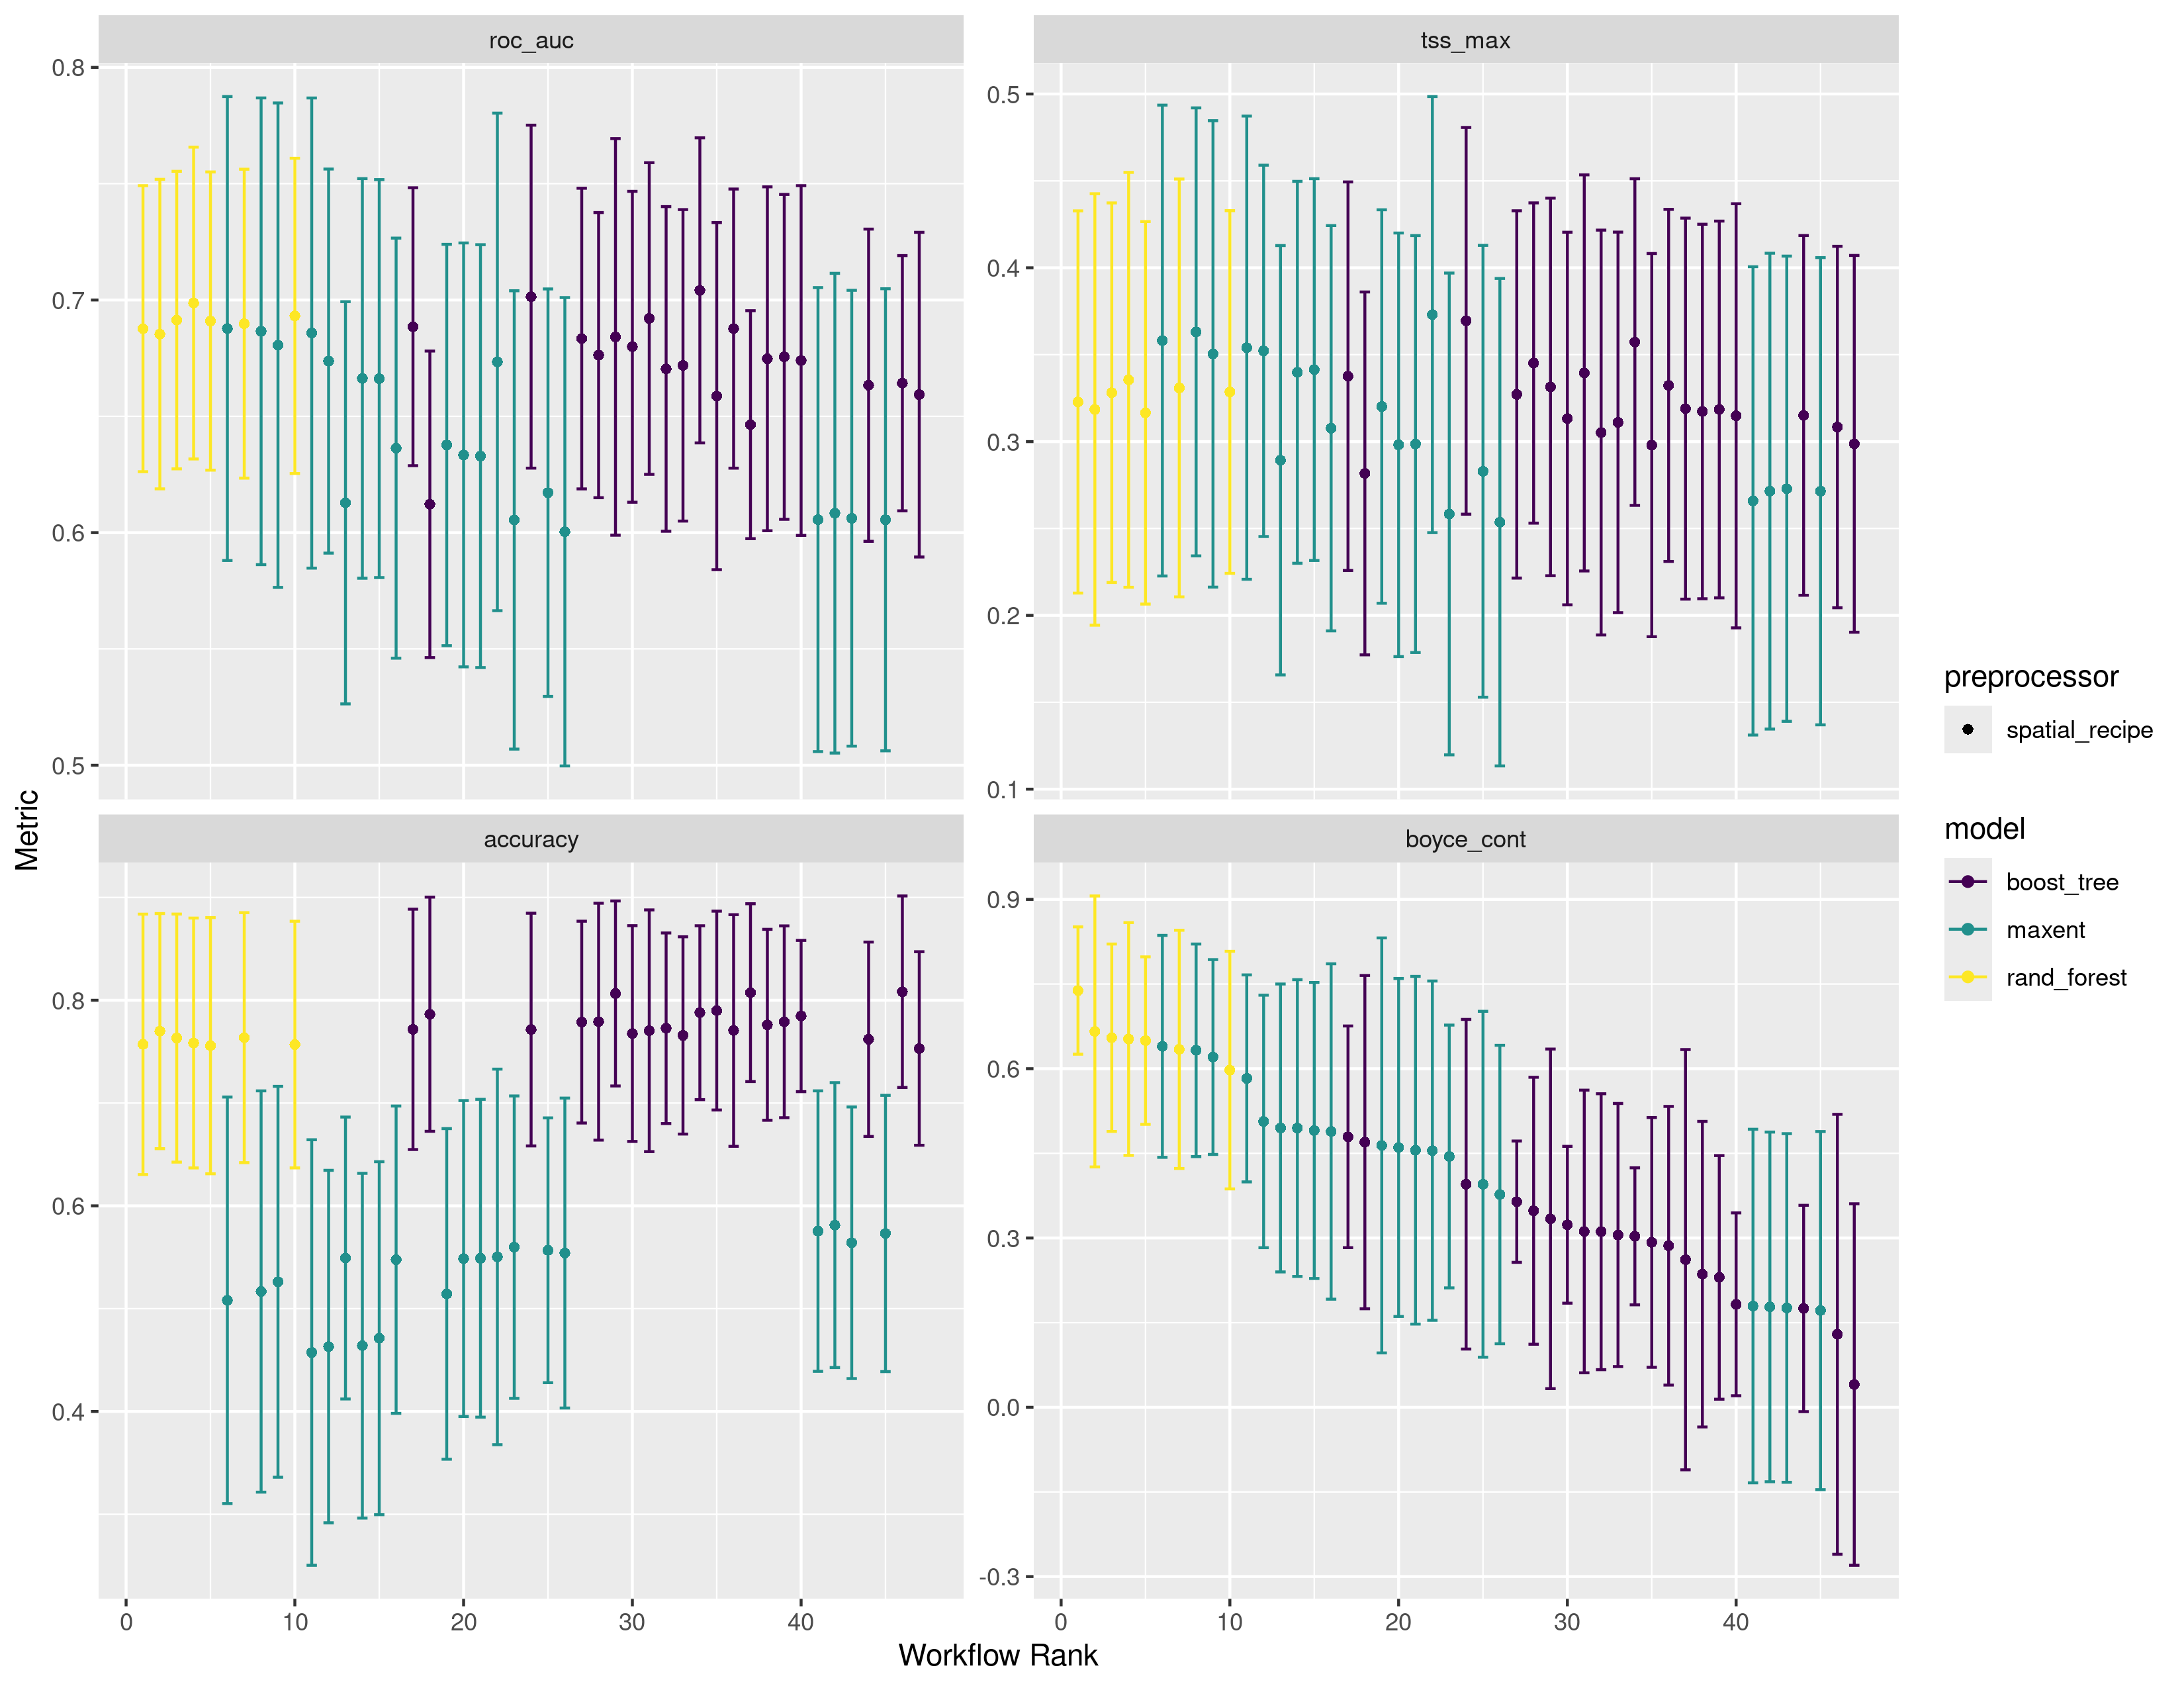 roc_auc
tss_max
0.8
0.7
0.6
0.5
0.5
0.4
0.3
0.2
0.1
accuracy
boyce_cont
0.8
0.6
0.4
0.9
0.6
0.3
0.0
-0.3
0 10 20 30 40
0 10 20 30 40
Workflow Rank
Metric
preprocessor
spatial_recipe
model
boost_tree
maxent
rand_forest